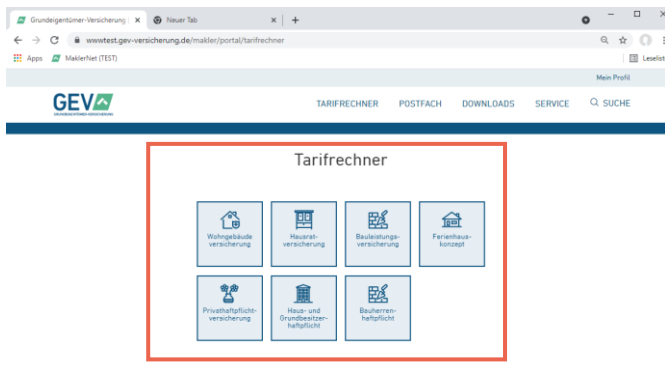 Grundeigentümer-Versicherung |
Neuer Tab
wwwtest.gev-versicherung.de/makler/portal/tarifrechner
Apps
MaklerNet (TEST)
Leselist
Mein Profil
GEV
TARIFRECHNER
POSTFACH
DOWNLOADS
SERVICE
SUCHE
Tarifrechner
Wohngebäude
versicherung
Hausrat-
versicherung
Bauleistungs-
versicherung
Ferienhaus-
konzept
Privathaftpflicht-
versicherung
Haus- und
Grundbesitzer-
haftpflicht
Bauherren-
haftpflicht